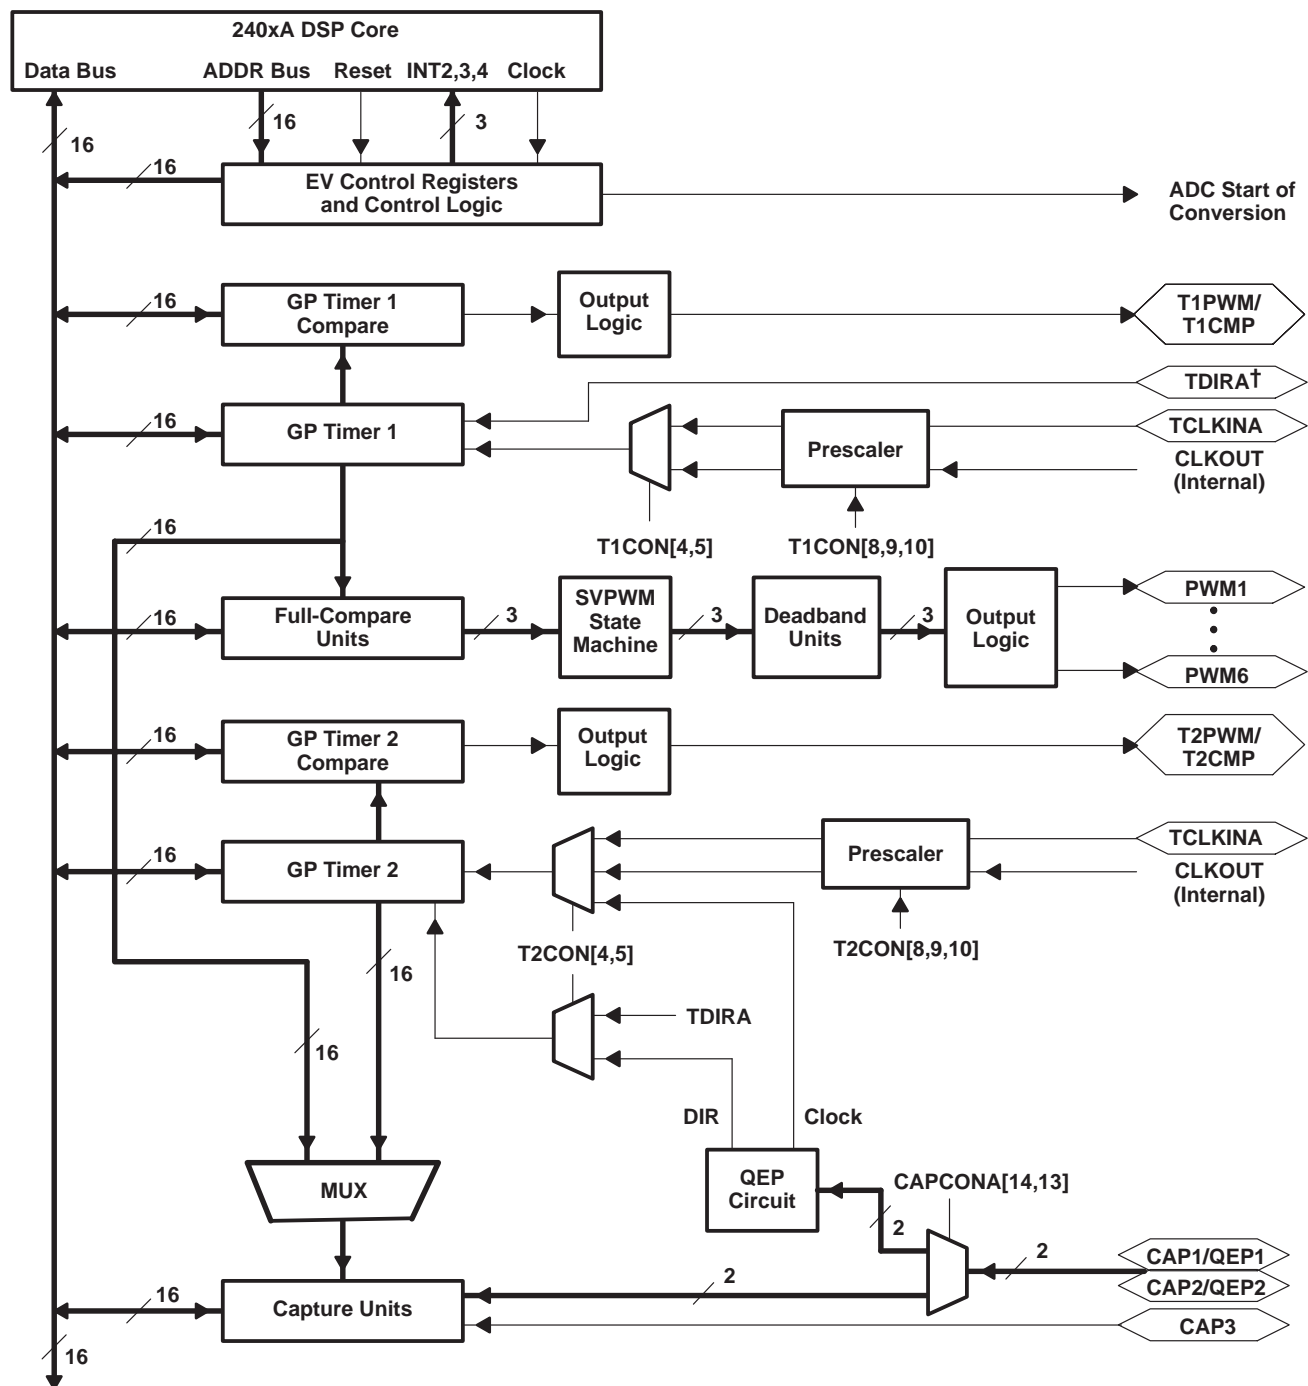 240xA DSP Core
Data Bus
ADDR Bus
Reset
INT2,3,4
Clock
16
16
3
16
EV Control Registers
and Control Logic
ADC Start of
Conversion
16
GP Timer 1
Compare
Output
Logic
T1PWM/
T1CMP
TDIRA†
16
GP Timer 1
Prescaler
TCLKINA
CLKOUT
(Internal)
16
T1CON[4,5]
T1CON[8,9,10]
16
Full-Compare
Units
3
SVPWM
State
Machine
3
Deadband
Units
3
Output
Logic
PWM1
PWM6
16
GP Timer 2
Compare
Output
Logic
T2PWM/
T2CMP
16
GP Timer 2
Prescaler
TCLKINA
CLKOUT
(Internal)
T2CON[4,5]
T2CON[8,9,10]
16
TDIRA
16
DIR
Clock
MUX
QEP
Circuit
CAPCONA[14,13]
2
2
CAP1/QEP1
CAP2/QEP2
2
16
Capture Units
CAP3
16